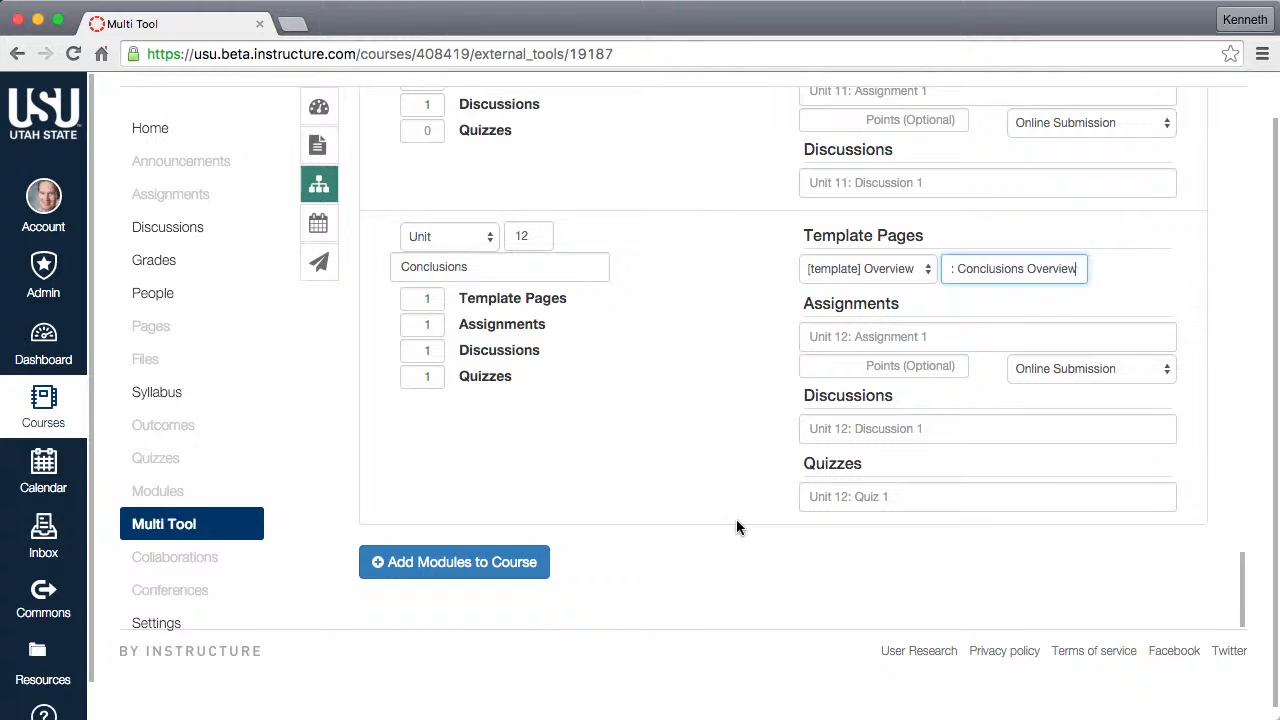 Multi Tool
Kenneth
https://usu.beta.instructure.com/courses/408419/external_tools/19187
USU
UTAH STATE
Account
Admin
Dashboard
Courses
Calendar
Inbox
Commons
Resources
Home
Announcements
Assignments
Discussions
Grades
People
Pages
Files
Syllabus
Outcomes
Quizzes
Modules
Multi Tool
Collaborations
Conferences
Settings
1 Discussions
0 Quizzes
Unit 11: Assignment 1
Points (Optional) Online Submission
Discussions
Unit 11: Discussion 1
Unit 12
Conclusions
1 Template Pages
1 Assignments
1 Discussions
1 Quizzes
Template Pages
[template] Overview : Conclusions Overview
Assignments
Unit 12: Assignment 1
Points (Optional) Online Submission
Discussions
Unit 12: Discussion 1
Quizzes
Unit 12: Quiz 1
Add Modules to Course
BY INSTRUCTURE
User Research Privacy policy Terms of service Facebook Twitter